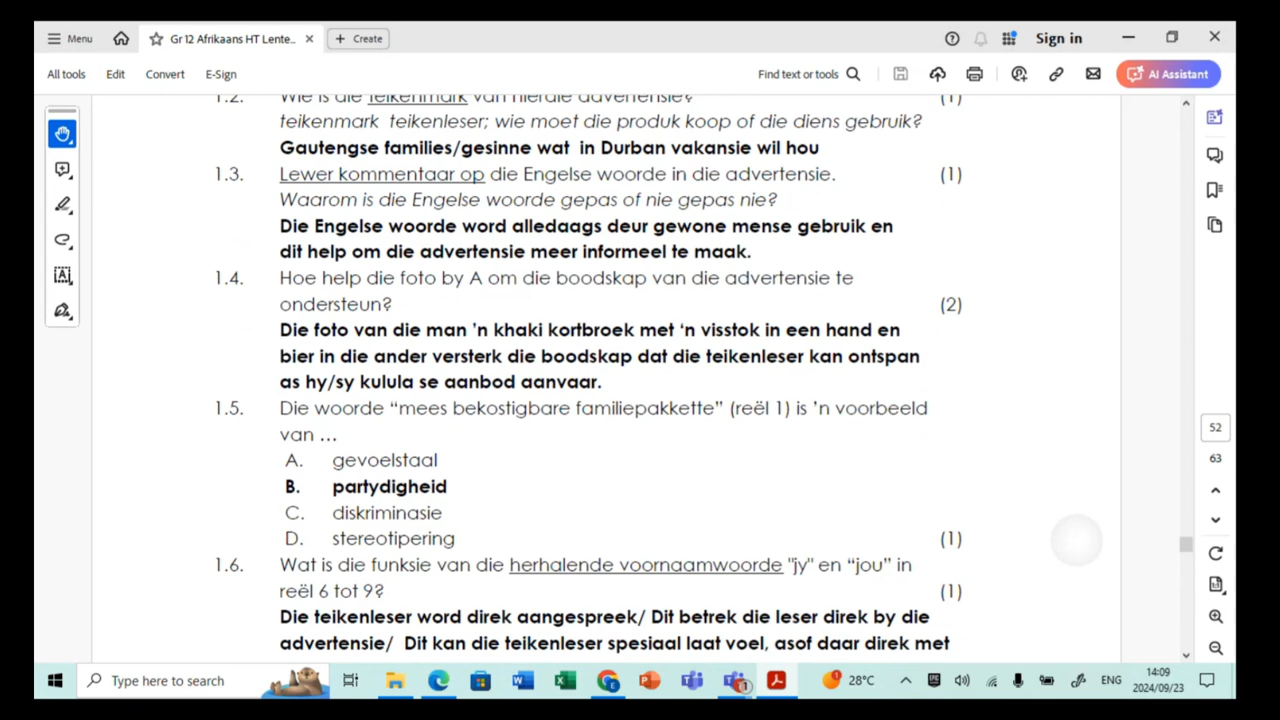 Menu
Gr 12 Afrikaans HT Lente...
Create
Sign in
All tools Edit Convert E-Sign
Find text or tools
AI Assistant
1.2. Wie is die teikenmark van hierdie advertensie? (1)
teikenmark teikenleser; wie moet die produk koop of die diens gebruik?
Gautengse families/gesinne wat in Durban vakansie wil hou
1.3. Lewer kommentaar op die Engelse woorde in die advertensie. (1)
Waarom is die Engelse woorde gepas of nie gepas nie?
Die Engelse woorde word alledaags deur gewone mense gebruik en
dit help om die advertensie meer informeel te maak.
1.4. Hoe help die foto by A om die boodskap van die advertensie te
ondersteun? (2)
Die foto van die man 'n khaki kortbroek met 'n visstok in een hand en
bier in die ander versterk die boodskap dat die teikenleser kan ontspan
as hy/sy kulula se aanbod aanvaar.
1.5. Die woorde “mees bekostigbare familiepakkette” (reël 1) is 'n voorbeeld
van …
A. gevoelstaal
B. partydigheid
C. diskriminasie
D. stereotipering (1)
1.6. Wat is die funksie van die herhalende voornaamwoorde "jy" en “jou” in
reël 6 tot 9? (1)
Die teikenleser word direk aangespreek/ Dit betrek die leser direk by die
advertensie/ Dit kan die teikenleser spesiaal laat voel, asof daar direk met
52
63
Type here to search
28°C
ENG
14:09
2024/09/23